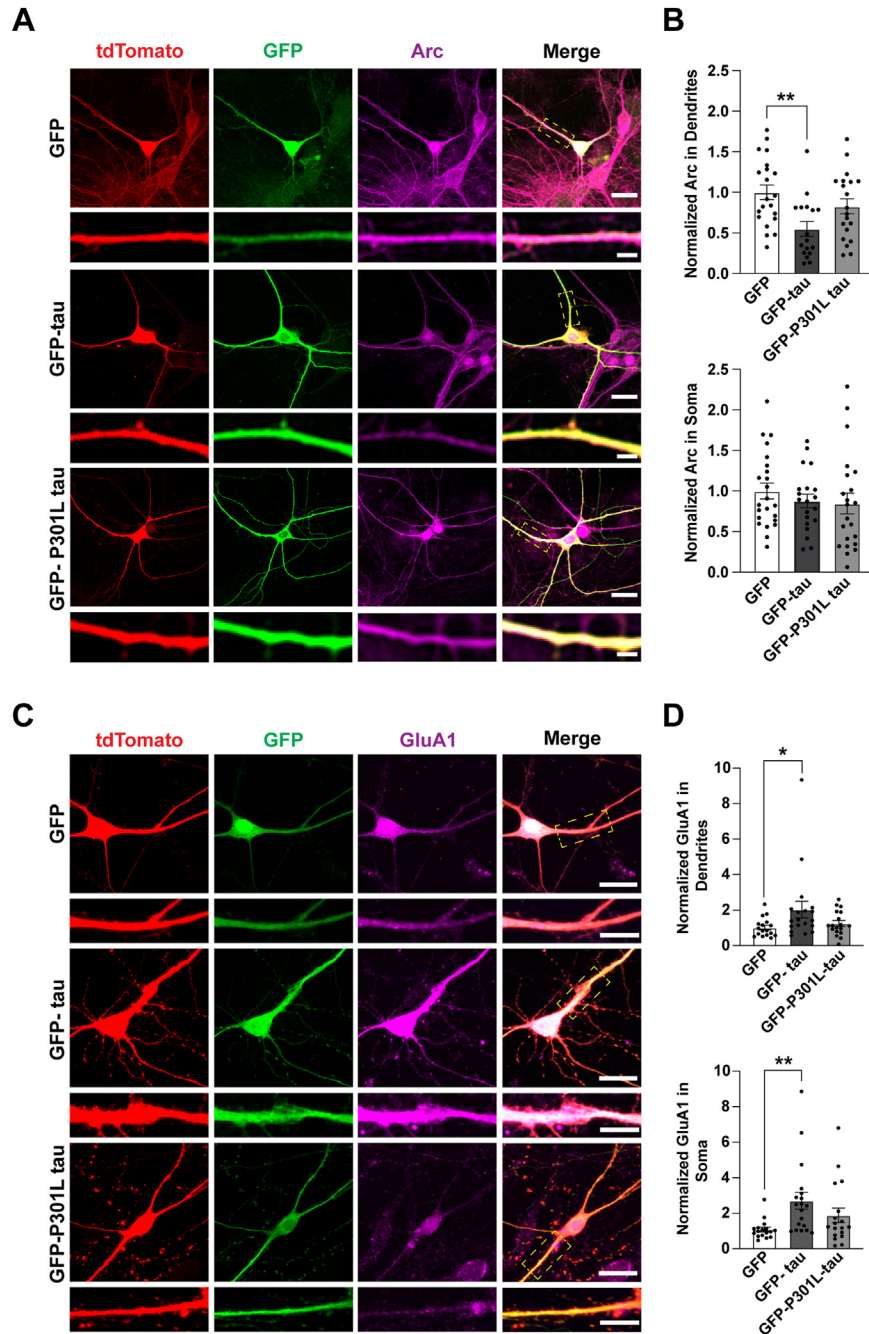 A
tdTomato
GFP
Arc
Merge
GFP
GFP-tau
GFP- P301L tau
B
Normalized Arc in Dendrites
2.5
2.0
1.5
1.0
0.5
0.0
**
GFP
GFP-tau
GFP-P301L tau
Normalized Arc in Soma
2.5
2.0
1.5
1.0
0.5
0.0
GFP
GFP-tau
GFP-P301L tau
C
tdTomato
GFP
GluA1
Merge
GFP
GFP- tau
GFP-P301L tau
D
Normalized GluA1 in
Dendrites
10
8
6
4
2
0
*
GFP
GFP- tau
GFP-P301L-tau
Normalized GluA1 in
Soma
10
8
6
4
2
0
**
GFP
GFP- tau
GFP-P301L-tau